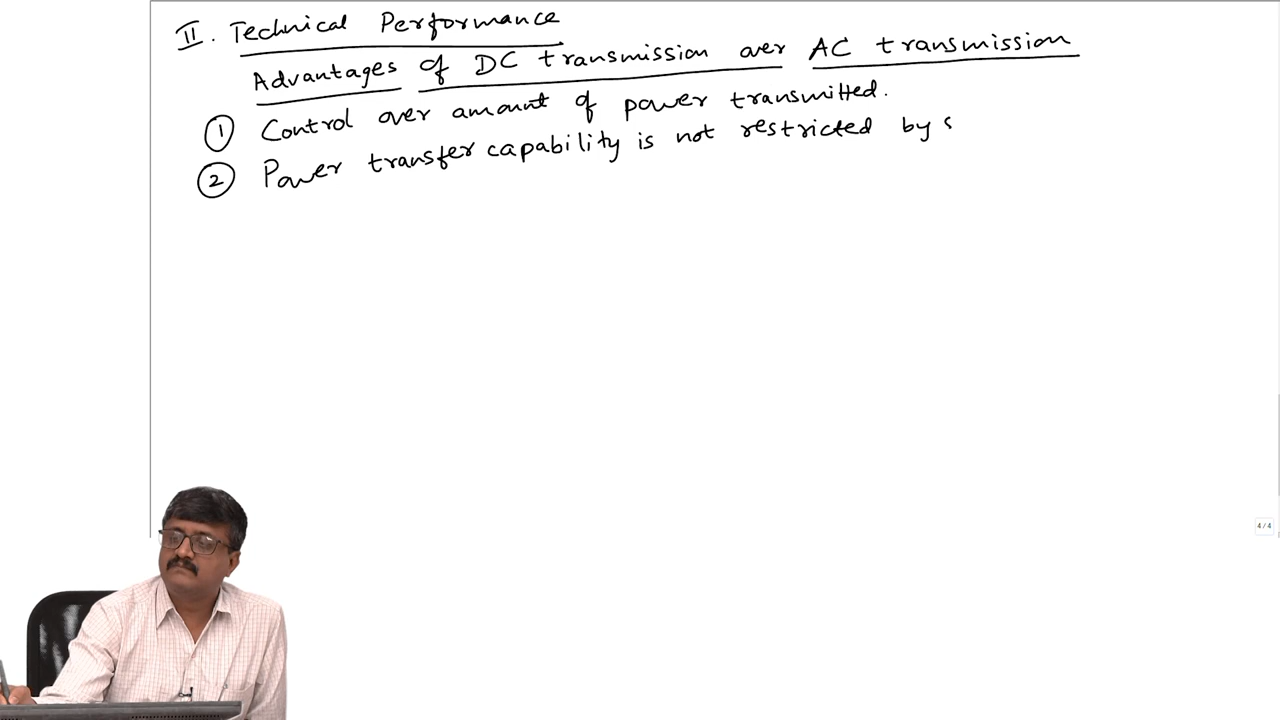 II. Technical Performance
Advantages of DC transmission over AC transmission
① Control over amount of power transmitted.
② Power transfer capability is not restricted by s
4/4